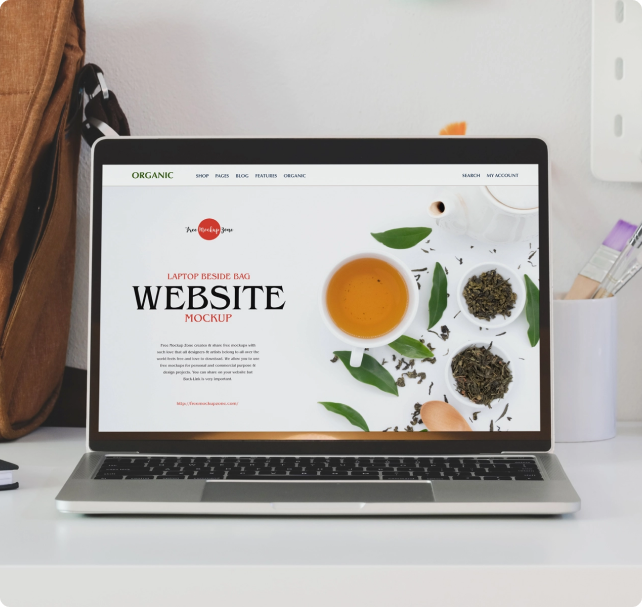 ORGANIC SHOP PAGES BLOG FEATURES ORGANIC SEARCH MY ACCOUNT
Free Mockup Zone
LAPTOP BESIDE BAG
WEBSITE
MOCKUP
Free Mockup Zone creates & share free mockups with
such love that all designers & artists belong to all over the
world feels free and love to download. We allow you to use
free mockups for personal and commercial purpose &
design projects. You can share on your website but
Back-Link is very important.
http://freemockupzone.com/